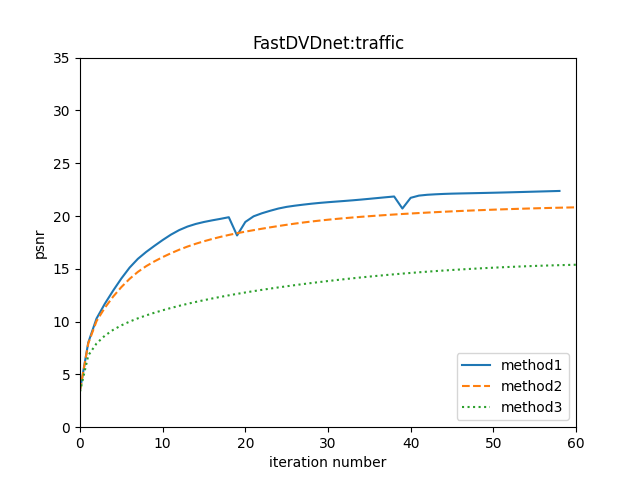 FastDVDnet:traffic
35
30
25
20
15
10
5
0
psnr
0 10 20 30 40 50 60
iteration number
method1
method2
method3